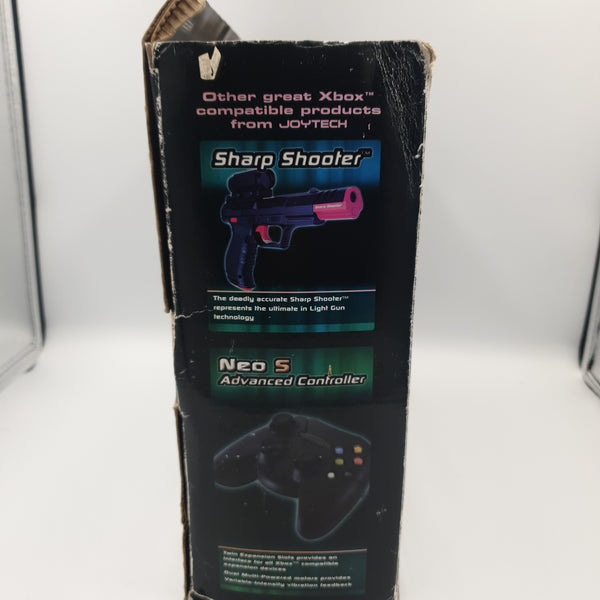 Other great Xbox™
compatible products
from JOYTECH
Sharp Shooter™
Sharp Shooter
The deadly accurate Sharp Shooter™
represents the ultimate in Light Gun
technology
Neo S
Advanced Controller
Twin Expansion Slots provides an
interface for all Xbox™ compatible
expansion devices
Dual Multi-Powered motors provides
Variable-intensity vibration feedback